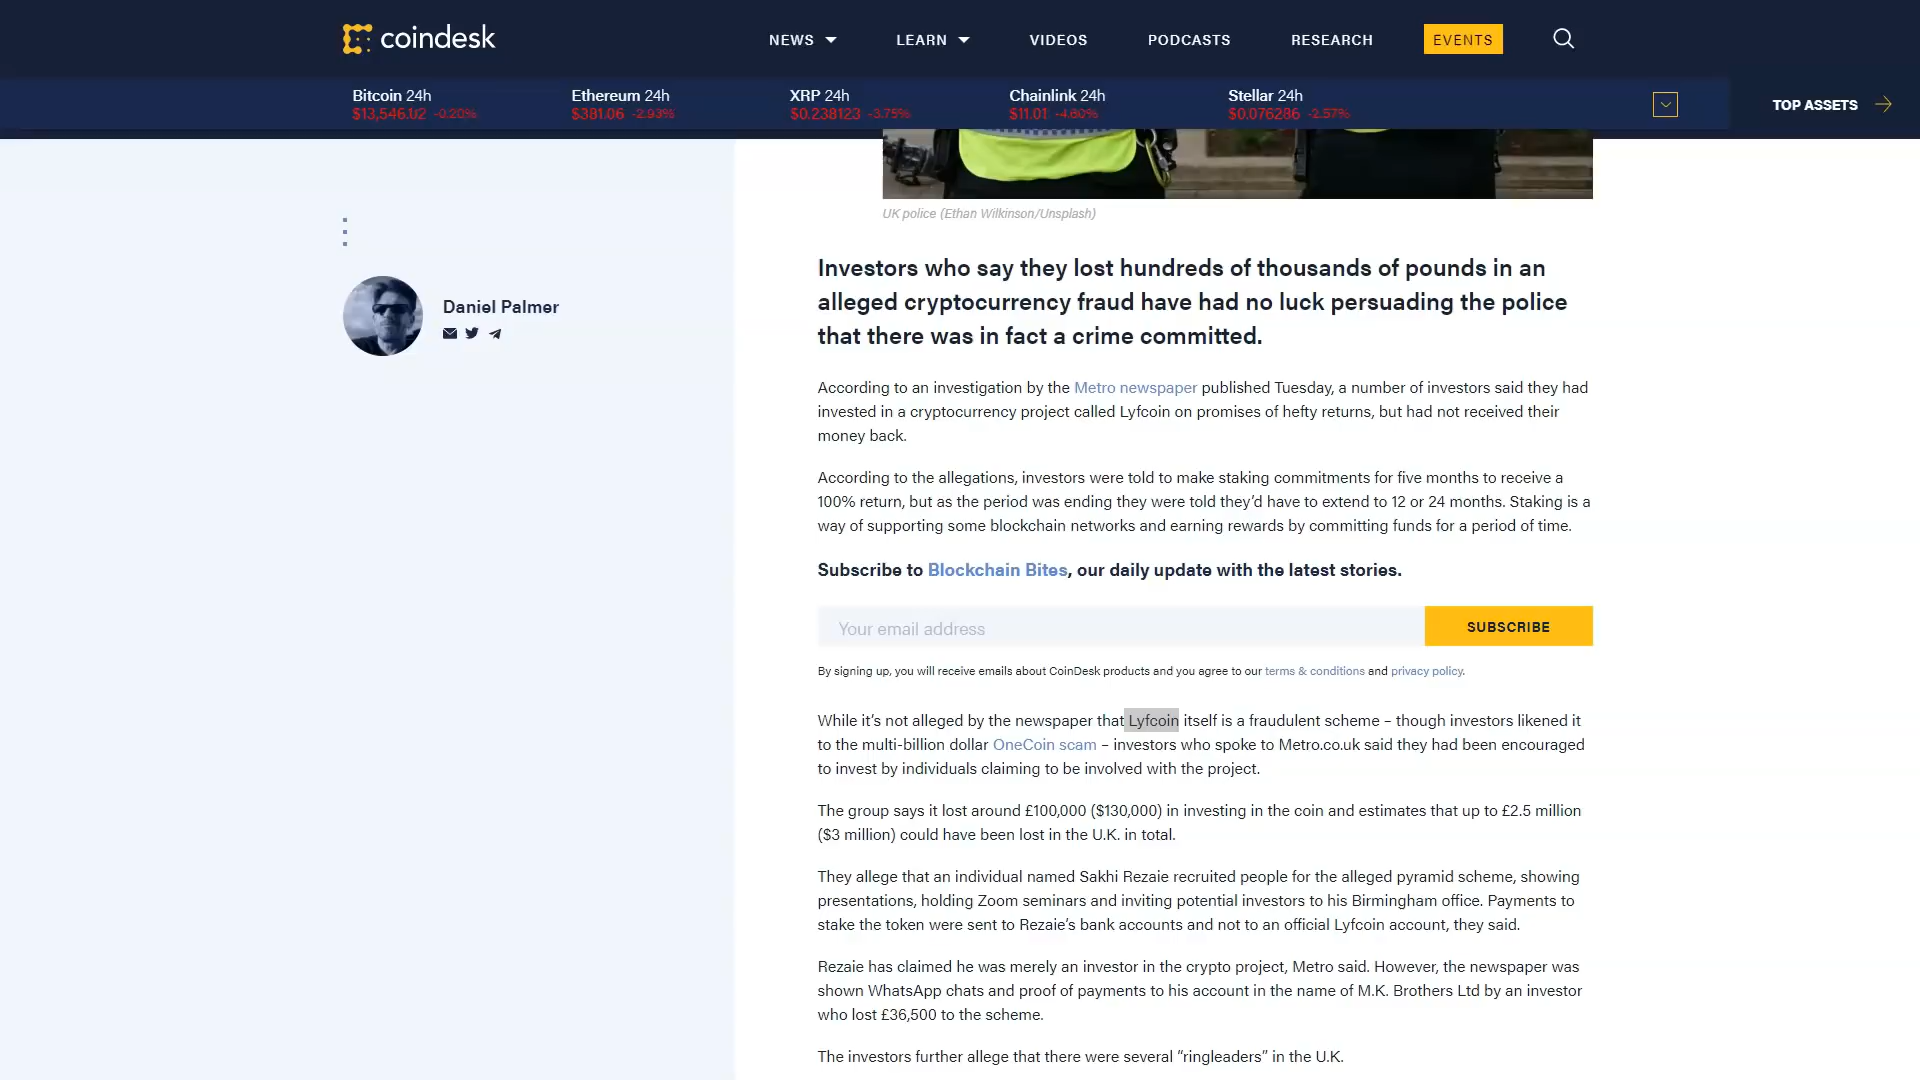 coindesk
NEWS
LEARN
VIDEOS
PODCASTS
RESEARCH
EVENTS
Bitcoin 24h
$13,546.02 -0.20%
Ethereum 24h
$381.06 -2.93%
XRP 24h
$0.238123 -3.75%
Chainlink 24h
$11.01 -4.60%
Stellar 24h
$0.076286 -2.57%
TOP ASSETS
UK police (Ethan Wilkinson/Unsplash)
Daniel Palmer
Investors who say they lost hundreds of thousands of pounds in an
alleged cryptocurrency fraud have had no luck persuading the police
that there was in fact a crime committed.
According to an investigation by the Metro newspaper published Tuesday, a number of investors said they had
invested in a cryptocurrency project called Lyfcoin on promises of hefty returns, but had not received their
money back.
According to the allegations, investors were told to make staking commitments for five months to receive a
100% return, but as the period was ending they were told they’d have to extend to 12 or 24 months. Staking is a
way of supporting some blockchain networks and earning rewards by committing funds for a period of time.
Subscribe to Blockchain Bites, our daily update with the latest stories.
Your email address
SUBSCRIBE
By signing up, you will receive emails about CoinDesk products and you agree to our terms & conditions and privacy policy.
While it’s not alleged by the newspaper that Lyfcoin itself is a fraudulent scheme – though investors likened it
to the multi-billion dollar OneCoin scam – investors who spoke to Metro.co.uk said they had been encouraged
to invest by individuals claiming to be involved with the project.
The group says it lost around £100,000 ($130,000) in investing in the coin and estimates that up to £2.5 million
($3 million) could have been lost in the U.K. in total.
They allege that an individual named Sakhi Rezaie recruited people for the alleged pyramid scheme, showing
presentations, holding Zoom seminars and inviting potential investors to his Birmingham office. Payments to
stake the token were sent to Rezaie’s bank accounts and not to an official Lyfcoin account, they said.
Rezaie has claimed he was merely an investor in the crypto project, Metro said. However, the newspaper was
shown WhatsApp chats and proof of payments to his account in the name of M.K. Brothers Ltd by an investor
who lost £36,500 to the scheme.
The investors further allege that there were several “ringleaders” in the U.K.